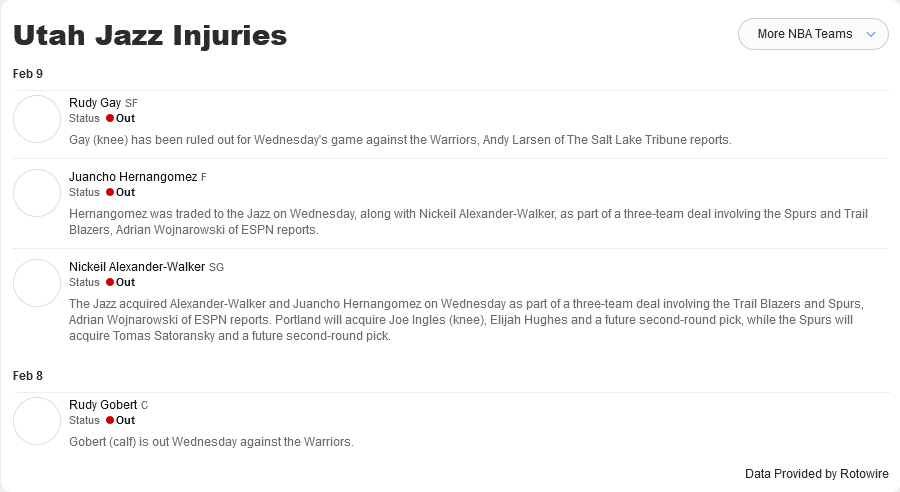 Utah Jazz Injuries
More NBA Teams
Feb 9
Rudy Gay SF
Status Out
Gay (knee) has been ruled out for Wednesday's game against the Warriors, Andy Larsen of The Salt Lake Tribune reports.
Juancho Hernangomez F
Status Out
Hernangomez was traded to the Jazz on Wednesday, along with Nickeil Alexander-Walker, as part of a three-team deal involving the Spurs and Trail
Blazers, Adrian Wojnarowski of ESPN reports.
Nickeil Alexander-Walker SG
Status Out
The Jazz acquired Alexander-Walker and Juancho Hernangomez on Wednesday as part of a three-team deal involving the Trail Blazers and Spurs,
Adrian Wojnarowski of ESPN reports. Portland will acquire Joe Ingles (knee), Elijah Hughes and a future second-round pick, while the Spurs will
acquire Tomas Satoransky and a future second-round pick.
Feb 8
Rudy Gobert C
Status Out
Gobert (calf) is out Wednesday against the Warriors.
Data Provided by Rotowire